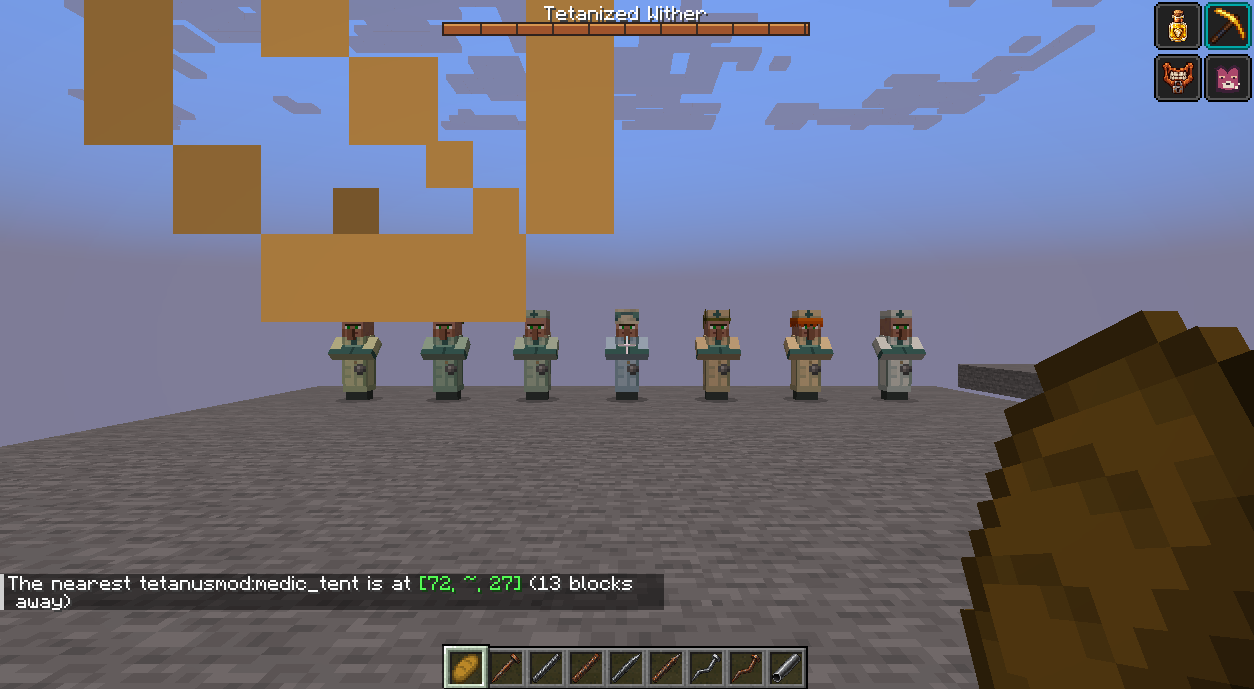 Tetanized Wither
The nearest tetanusmod:medic_tent is at [72, ~, 27] (13 blocks
away)